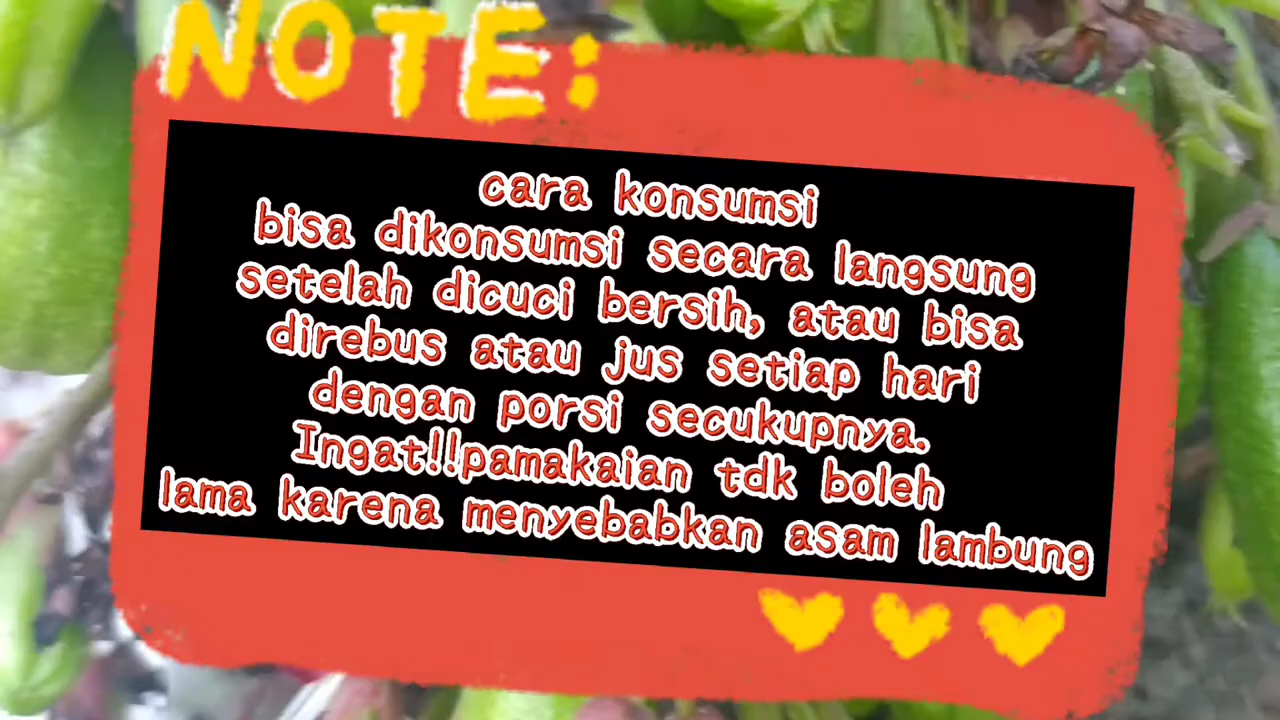 NOTE:
cara konsumsi
bisa dikonsumsi secara langsung
setelah dicuci bersih, atau bisa
direbus atau jus setiap hari
dengan porsi secukupnya.
Ingat!!pamakaian tdk boleh
lama karena menyebabkan asam lambung